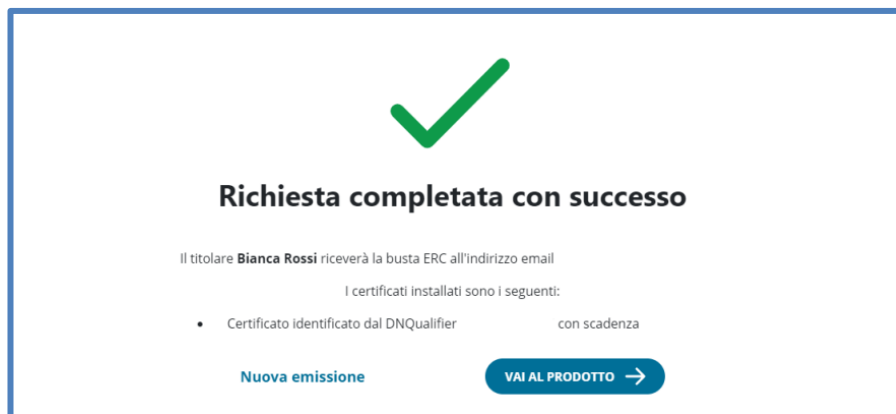 Richiesta completata con successo
Il titolare Bianca Rossi riceverà la busta ERC all'indirizzo email
I certificati installati sono i seguenti:
• Certificato identificato dal DNQualifier con scadenza
Nuova emissione
VAI AL PRODOTTO →